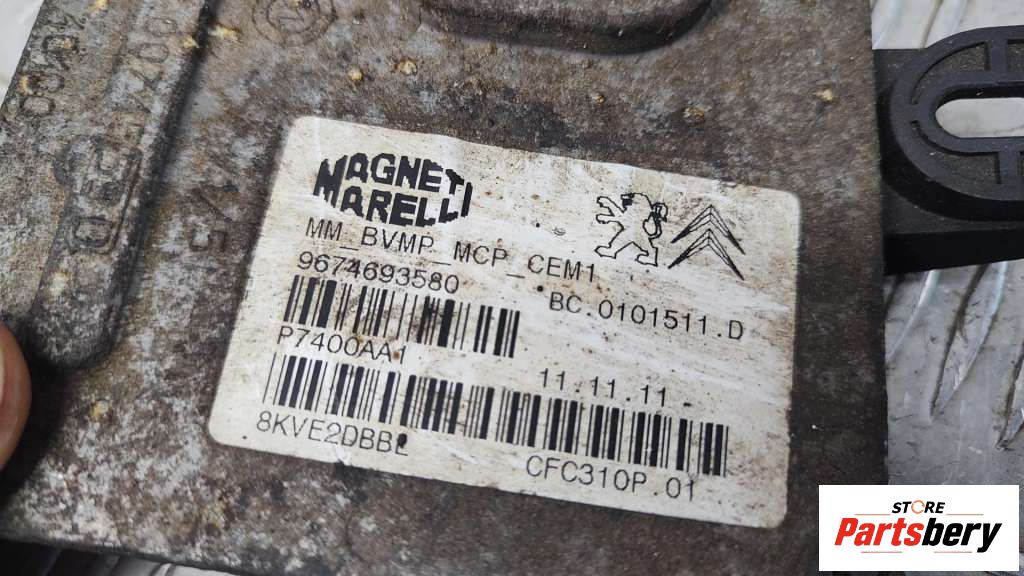 MAGNETI
MARELLI
MM_BVMP_MCP_CEM1
9674693580
BC.0101511.D
P7400AA1
11.11.11
8KVE2DBBL
CFC310P.01
STORE
Partsbery